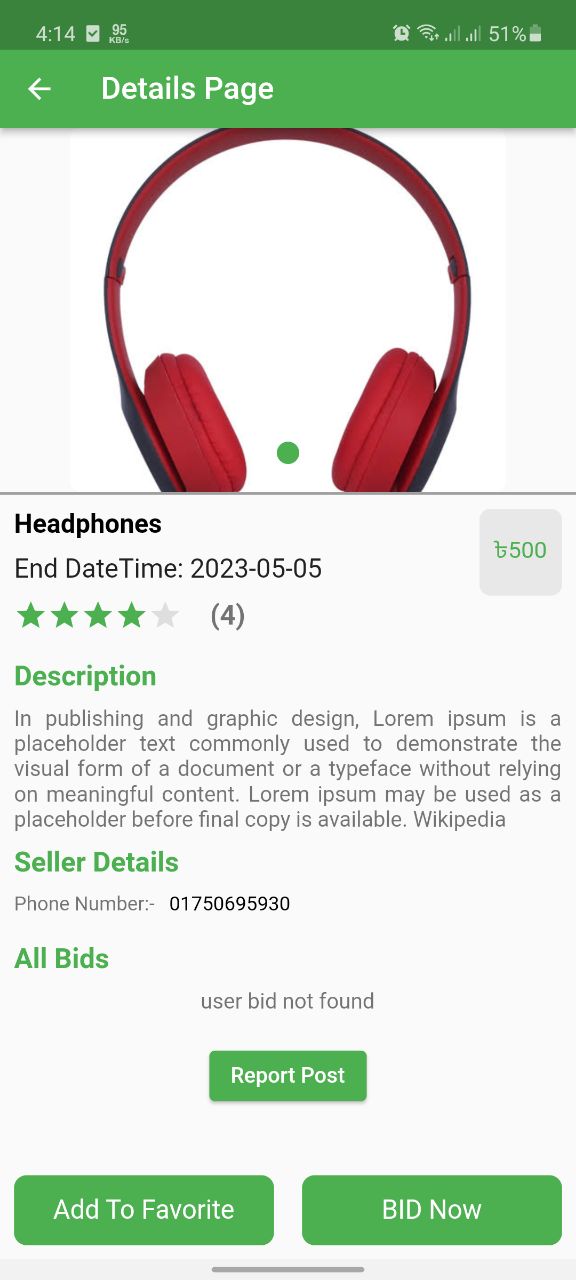 4:14 95 KB/s 51%
Details Page
Headphones
৳500
End DateTime: 2023-05-05
(4)
Description
In publishing and graphic design, Lorem ipsum is a
placeholder text commonly used to demonstrate the
visual form of a document or a typeface without relying
on meaningful content. Lorem ipsum may be used as a
placeholder before final copy is available. Wikipedia
Seller Details
Phone Number:- 01750695930
All Bids
user bid not found
Report Post
Add To Favorite BID Now